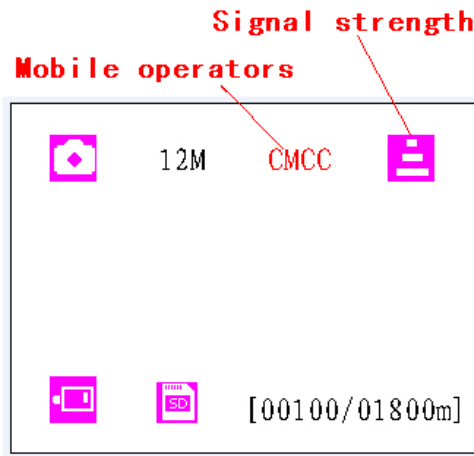 Signal strength
Mobile operators
12M CMCC
SD [00100/01800m]